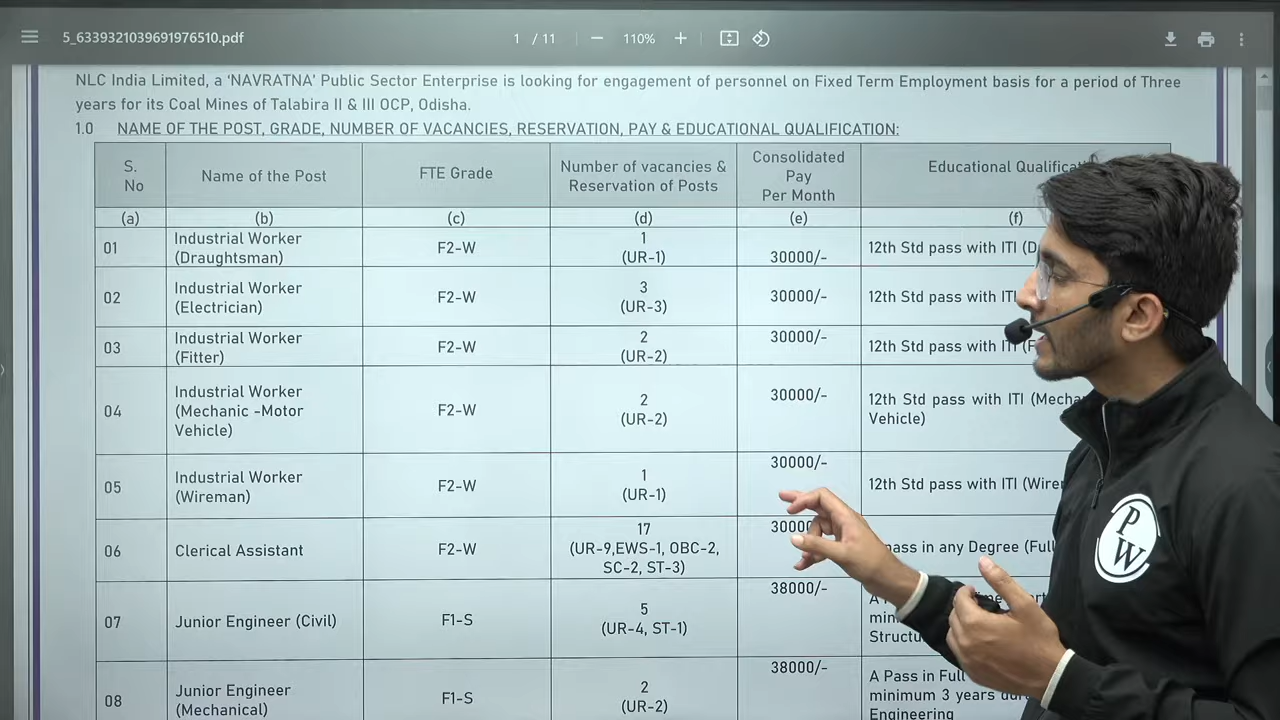 5_6339321039691976510.pdf
1 / 11
110%
NLC India Limited, a ‘NAVRATNA’ Public Sector Enterprise is looking for engagement of personnel on Fixed Term Employment basis for a period of Three
years for its Coal Mines of Talabira II & III OCP, Odisha.
1.0 NAME OF THE POST, GRADE, NUMBER OF VACANCIES, RESERVATION, PAY & EDUCATIONAL QUALIFICATION:
S.
No
Name of the Post
FTE Grade
Number of vacancies &
Reservation of Posts
Consolidated
Pay
Per Month
Educational
(a)
(b)
(c)
(d)
(e)
(f)
01
Industrial Worker
(Draughtsman)
F2-W
1
(UR-1)
30000/-
12th Std pass with ITI
02
Industrial Worker
(Electrician)
F2-W
3
(UR-3)
30000/-
12th Std pass with ITI
03
Industrial Worker
(Fitter)
F2-W
2
(UR-2)
30000/-
12th Std pass with ITI
04
Industrial Worker
(Mechanic -Motor
Vehicle)
F2-W
2
(UR-2)
30000/-
12th Std pass with ITI
Vehicle)
05
Industrial Worker
(Wireman)
F2-W
1
(UR-1)
30000/-
12th Std pass with ITI
06
Clerical Assistant
F2-W
17
(UR-9,EWS-1, OBC-2,
SC-2, ST-3)
pass in any Degree
07
Junior Engineer (Civil)
F1-S
5
(UR-4, ST-1)
38000/-
A
08
Junior Engineer
(Mechanical)
F1-S
2
(UR-2)
38000/-
A Pass in Full
minimum 3 years
Engineering
P
W